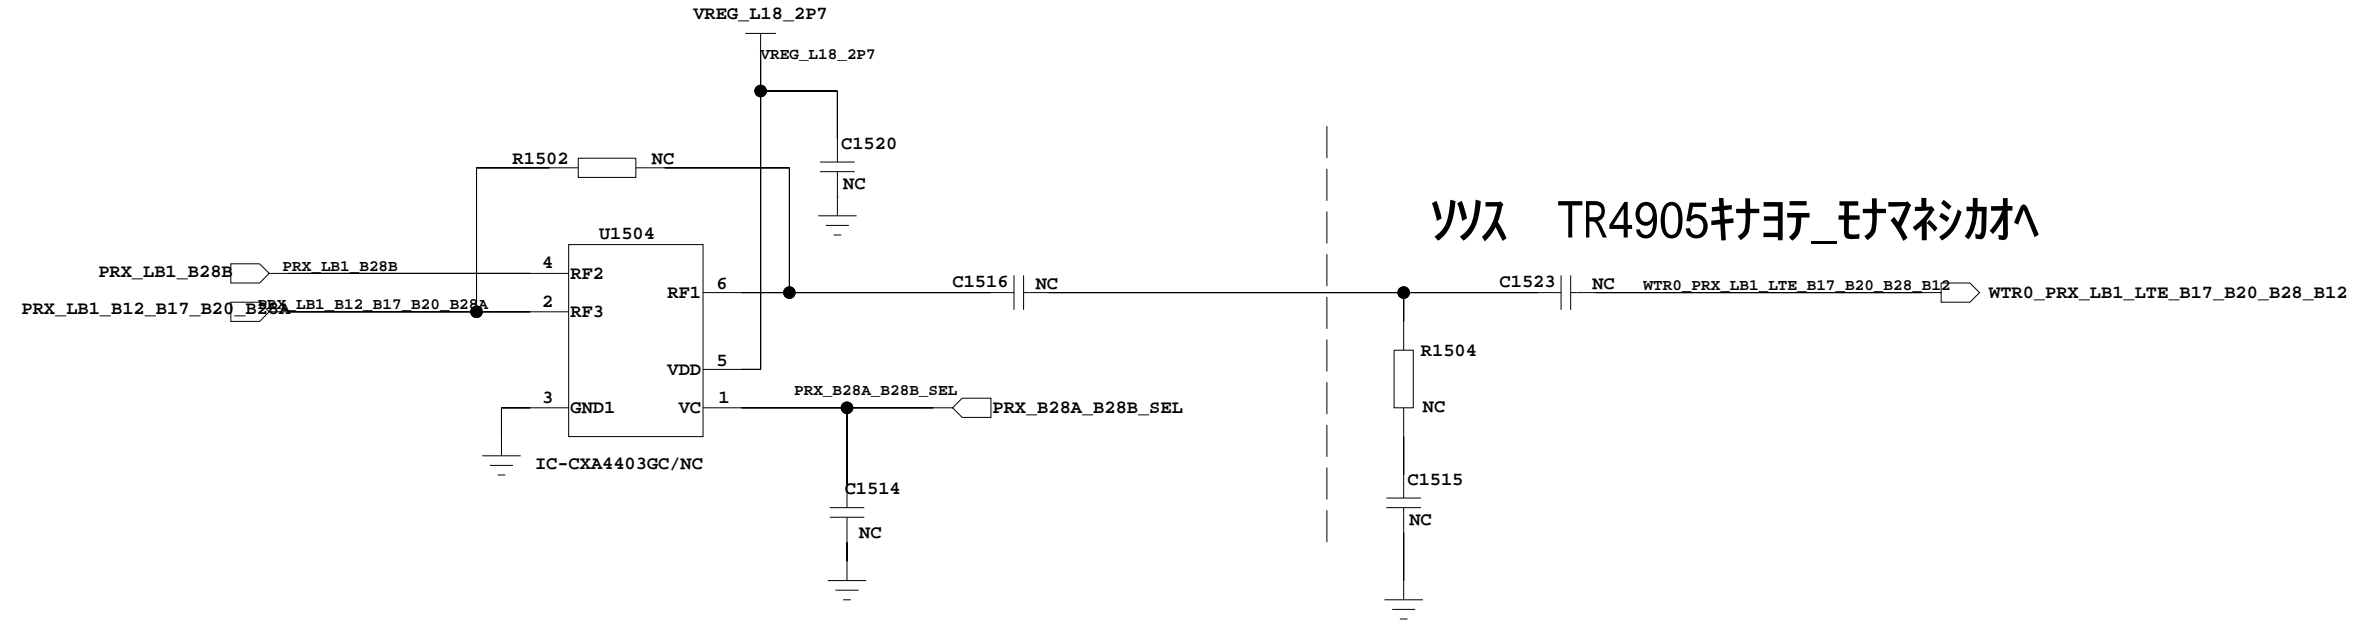 VREG_L18_2P7
VREG_L18_2P7
C1520
NC
R1502 NC
ソソス TR4905キナヨテ_モナマネシカオヘ
U1504
PRX_LB1_B28B PRX_LB1_B28B 4 RF2
PRX_LB1_B12_B17_B20_B28A PRX_LB1_B12_B17_B20_B28A 2 RF3
RF1 6 C1516 NC C1523 NC WTR0_PRX_LB1_LTE_B17_B20_B28_B12 WTR0_PRX_LB1_LTE_B17_B20_B28_B12
VDD 5
R1504
NC
3 GND1 VC 1 PRX_B28A_B28B_SEL PRX_B28A_B28B_SEL
IC-CXA4403GC/NC
C1514
NC
C1515
NC